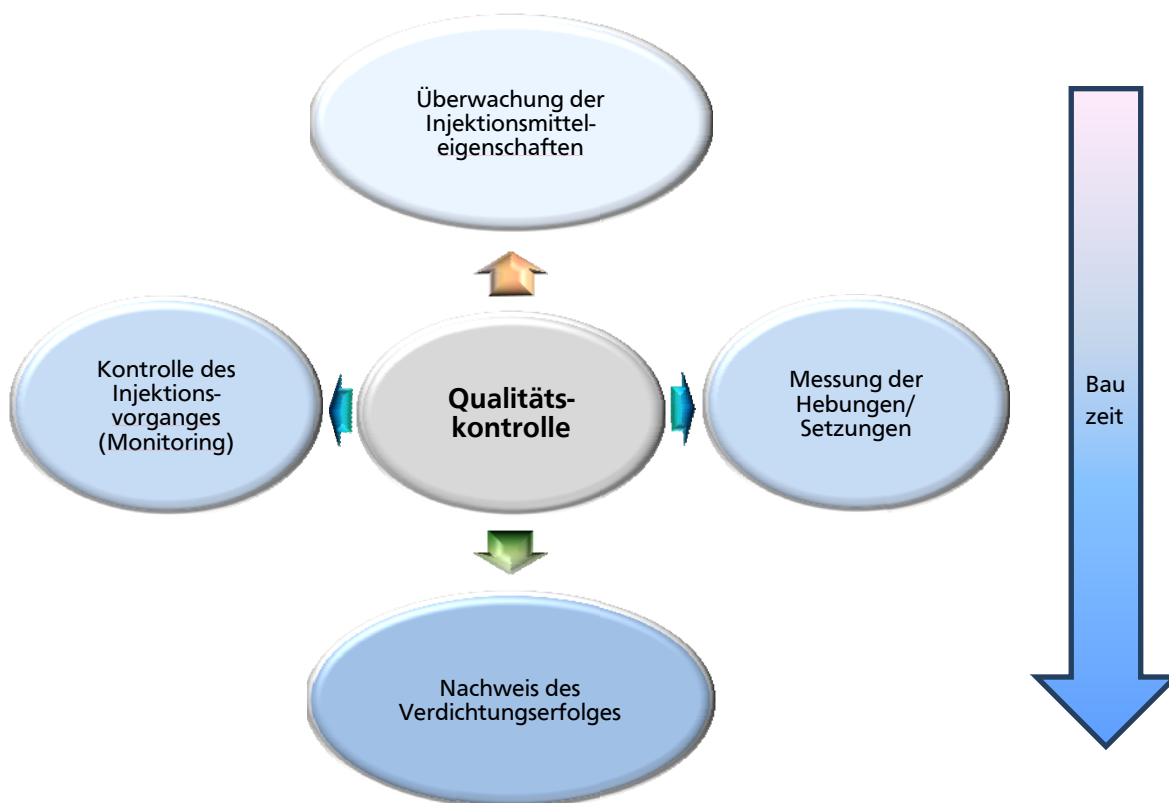 Überwachung der
Injektionsmittel-
eigenschaften
Kontrolle des
Injektions-
vorganges
(Monitoring)
Qualitäts-
kontrolle
Messung der
Hebungen/
Setzungen
Bau
zeit
Nachweis des
Verdichtungserfolges